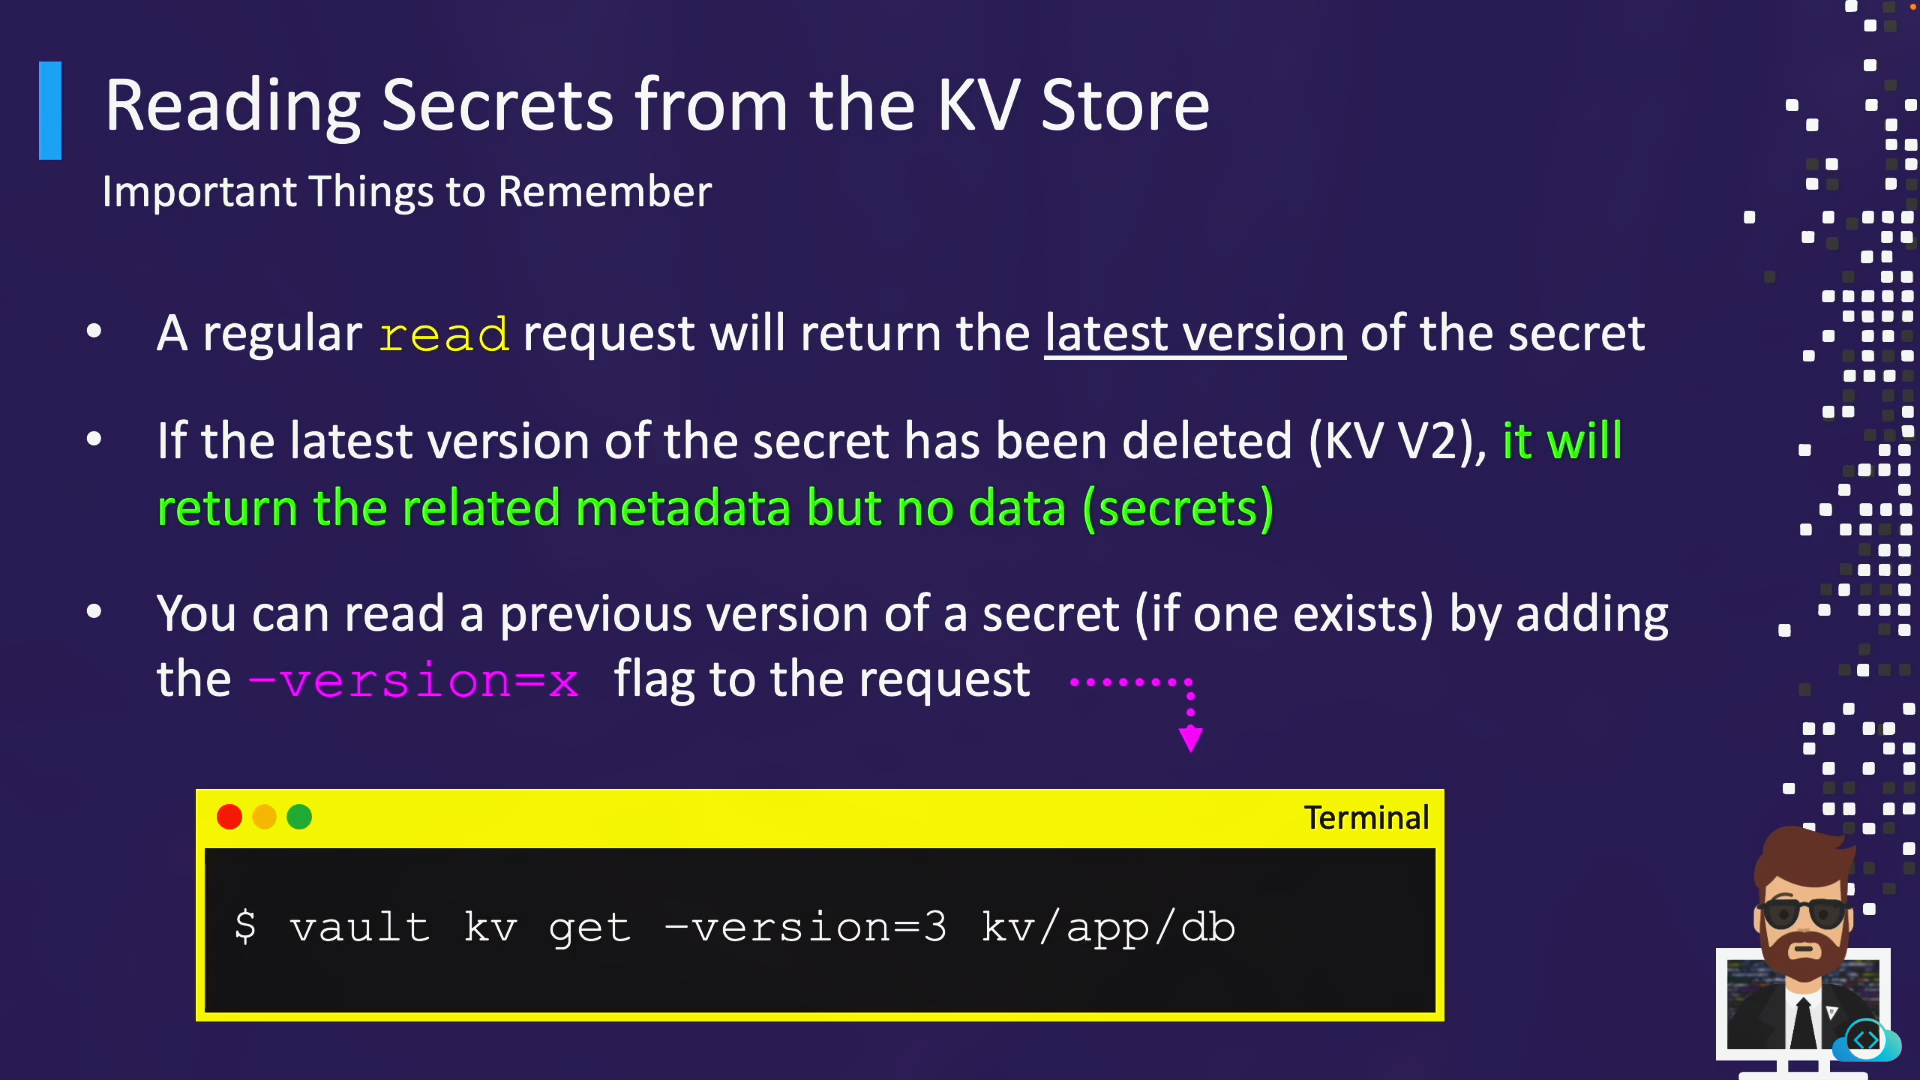 Reading Secrets from the KV Store
Important Things to Remember
• A regular read request will return the latest version of the secret
• If the latest version of the secret has been deleted (KV V2), it will
return the related metadata but no data (secrets)
• You can read a previous version of a secret (if one exists) by adding
the -version=x flag to the request
Terminal
$ vault kv get -version=3 kv/app/db